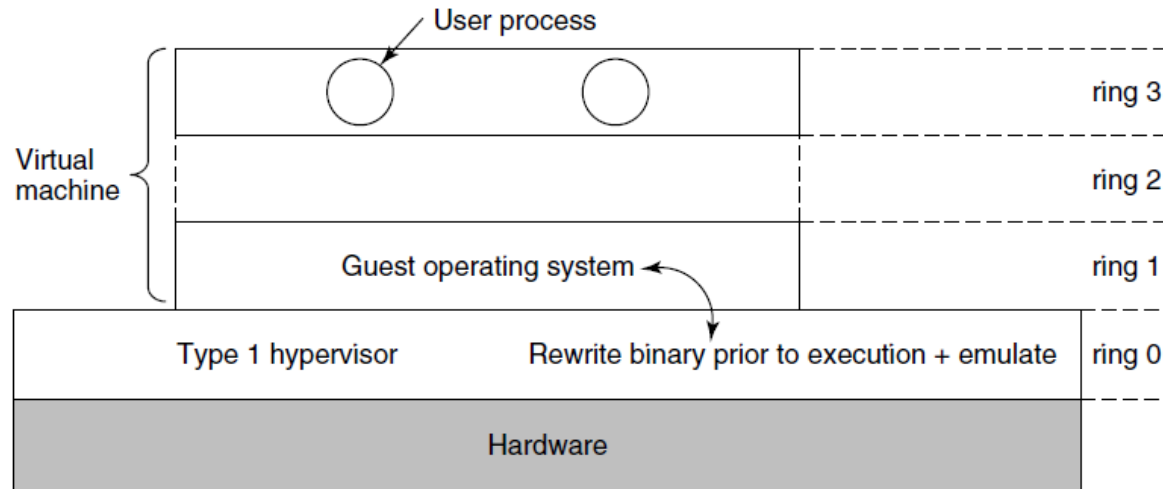 User process
ring 3
Virtual
machine
ring 2
Guest operating system
ring 1
Type 1 hypervisor
Rewrite binary prior to execution + emulate
ring 0
Hardware